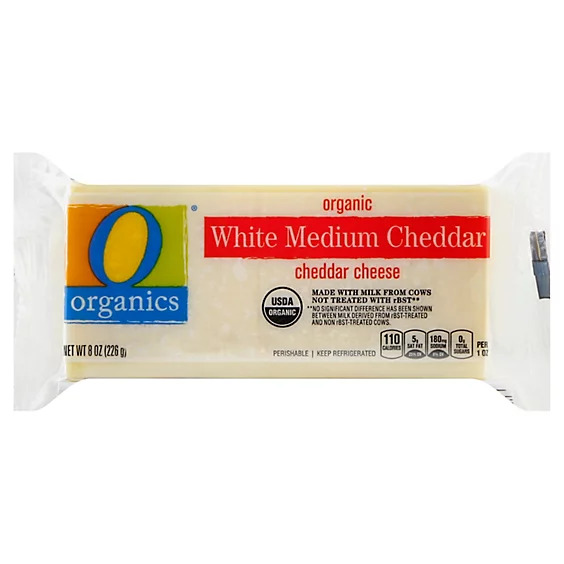 O
organics
®
organic
White Medium Cheddar
cheddar cheese
USDA
ORGANIC
MADE WITH MILK FROM COWS
NOT TREATED WITH rBST**
**NO SIGNIFICANT DIFFERENCE HAS BEEN SHOWN
BETWEEN MILK DERIVED FROM rBST-TREATED
AND NON rBST-TREATED COWS.
NET WT 8 OZ (226 g)
PERISHABLE | KEEP REFRIGERATED
110
CALORIES
5g
SAT FAT
180mg
SODIUM
8% DV
0g
TOTAL
SUGARS
PER
1 OZ